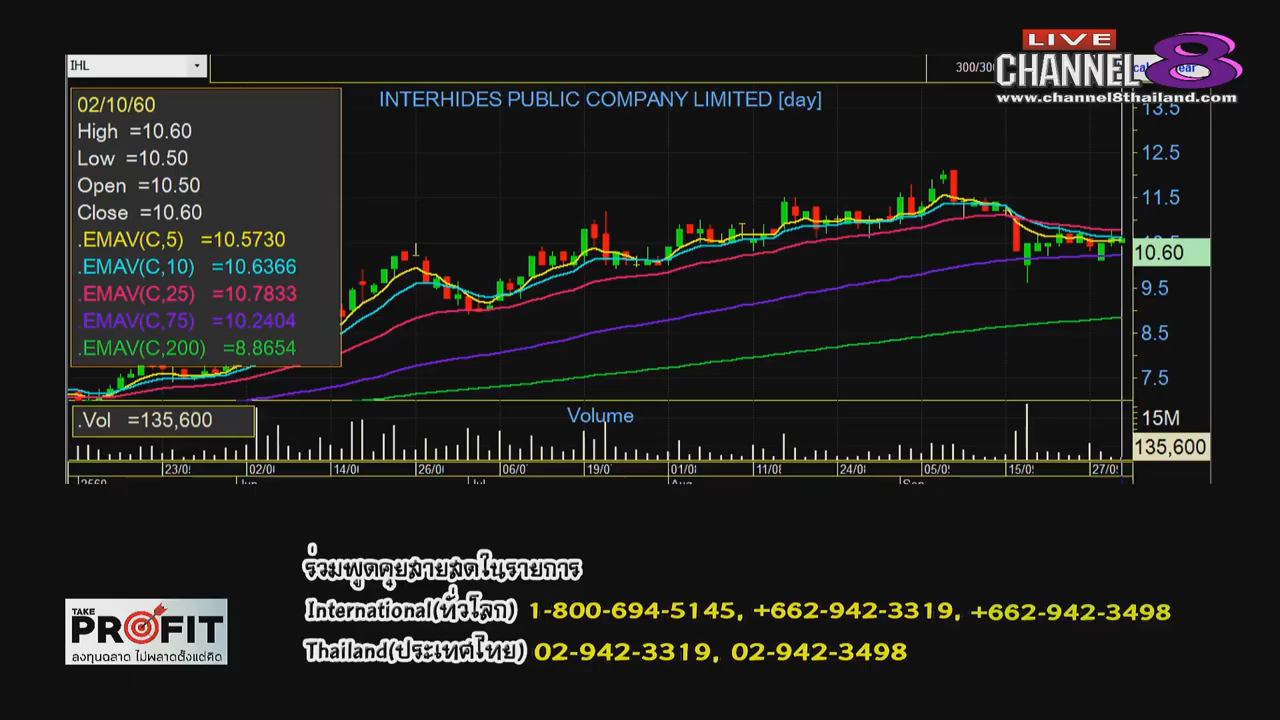 IHL
300/300
LIVE
CHANNEL 8
www.channel8thailand.com
02/10/60
High =10.60
Low =10.50
Open =10.50
Close =10.60
.EMAV(C,5) =10.5730
.EMAV(C,10) =10.6366
.EMAV(C,25) =10.7833
.EMAV(C,75) =10.2404
.EMAV(C,200) =8.8654
INTERHIDES PUBLIC COMPANY LIMITED [day]
13.5
12.5
11.5
10.60
9.5
8.5
7.5
.Vol =135,600
Volume
15M
135,600
23/0 02/0 14/0 26/0 06/0 19/0 01/0 11/0 24/0 05/0 15/0 27/0
2560 Jun Jul Aug Sep
ร่วมพูดคุยสายสดในรายการ
International(ทั่วโลก) 1-800-694-5145, +662-942-3319, +662-942-3498
Thailand(ประเทศไทย) 02-942-3319, 02-942-3498
TAKE
PROFIT
ลงทุนฉลาด ไม่พลาดตั้งแต่คิด